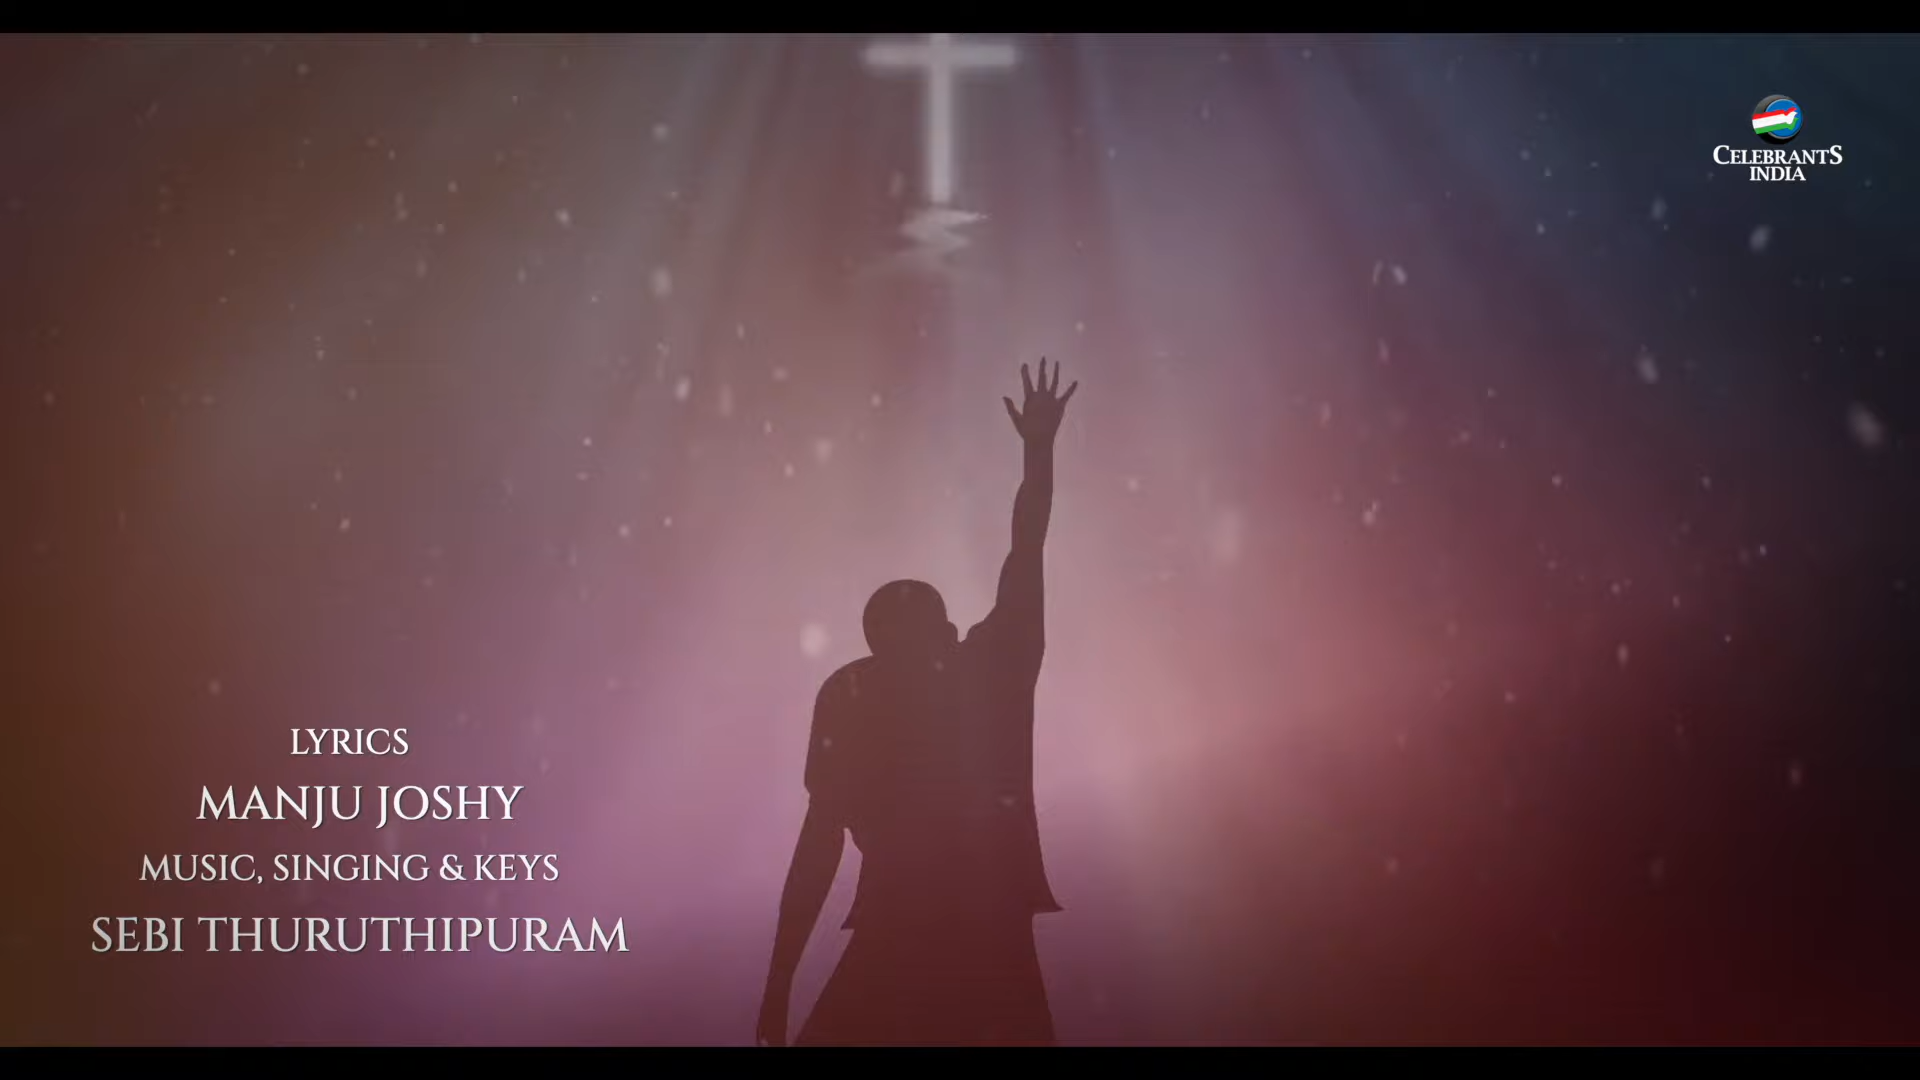 CELEBRANTS
INDIA
LYRICS
MANJU JOSHY
MUSIC, SINGING & KEYS
SEBI THURUTHIPURAM